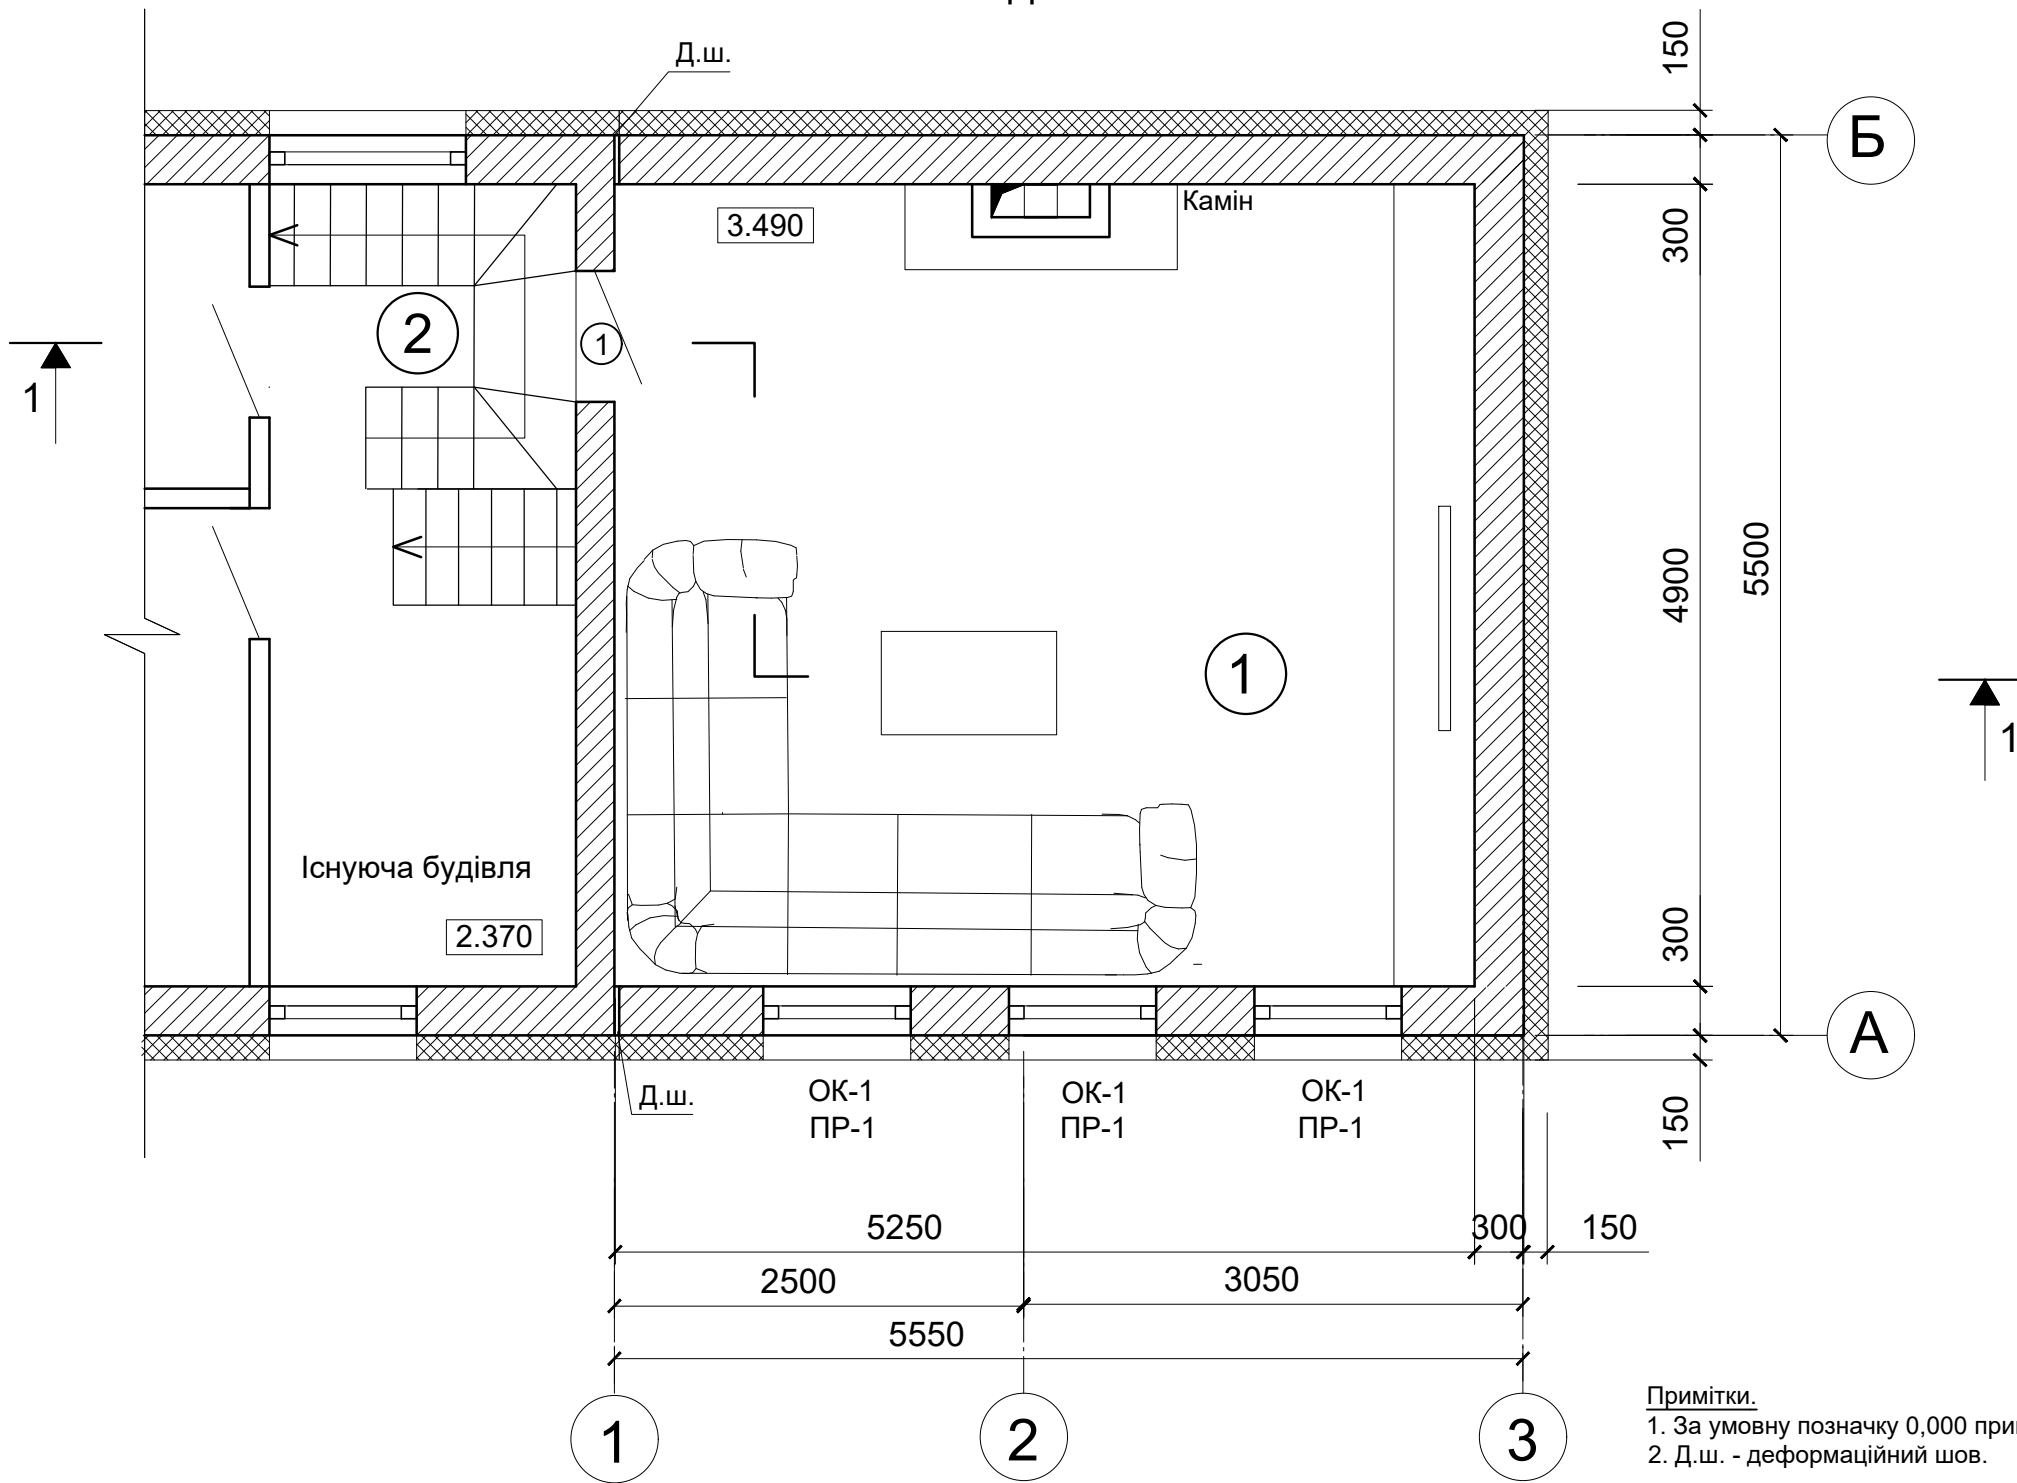 Д.ш.
150
Б
Камін
3.490
300
2
1
1
4900
5500
1
1
Існуюча будівля
2.370
300
А
Д.ш.
ОК-1
ПР-1
ОК-1
ПР-1
ОК-1
ПР-1
150
5250
300
150
2500
3050
5550
1
2
3
Примітки.
1. За умовну позначку 0,000
2. Д.ш. - деформаційний шов.